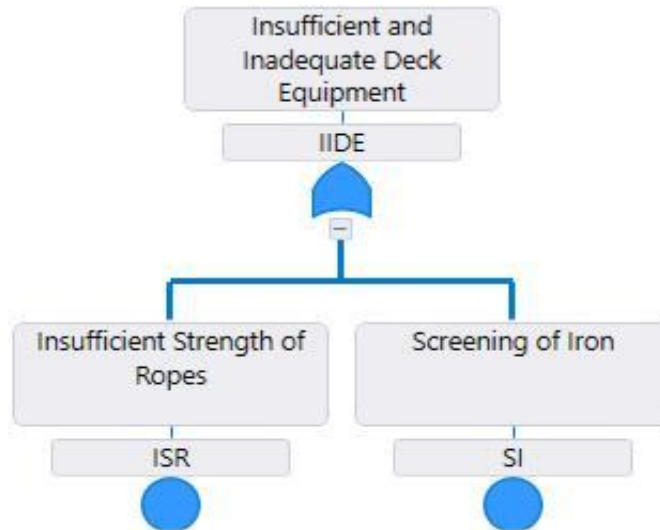 Insufficient and
Inadequate Deck
Equipment
IIDE
Insufficient Strength of
Ropes
Screening of Iron
ISR
SI